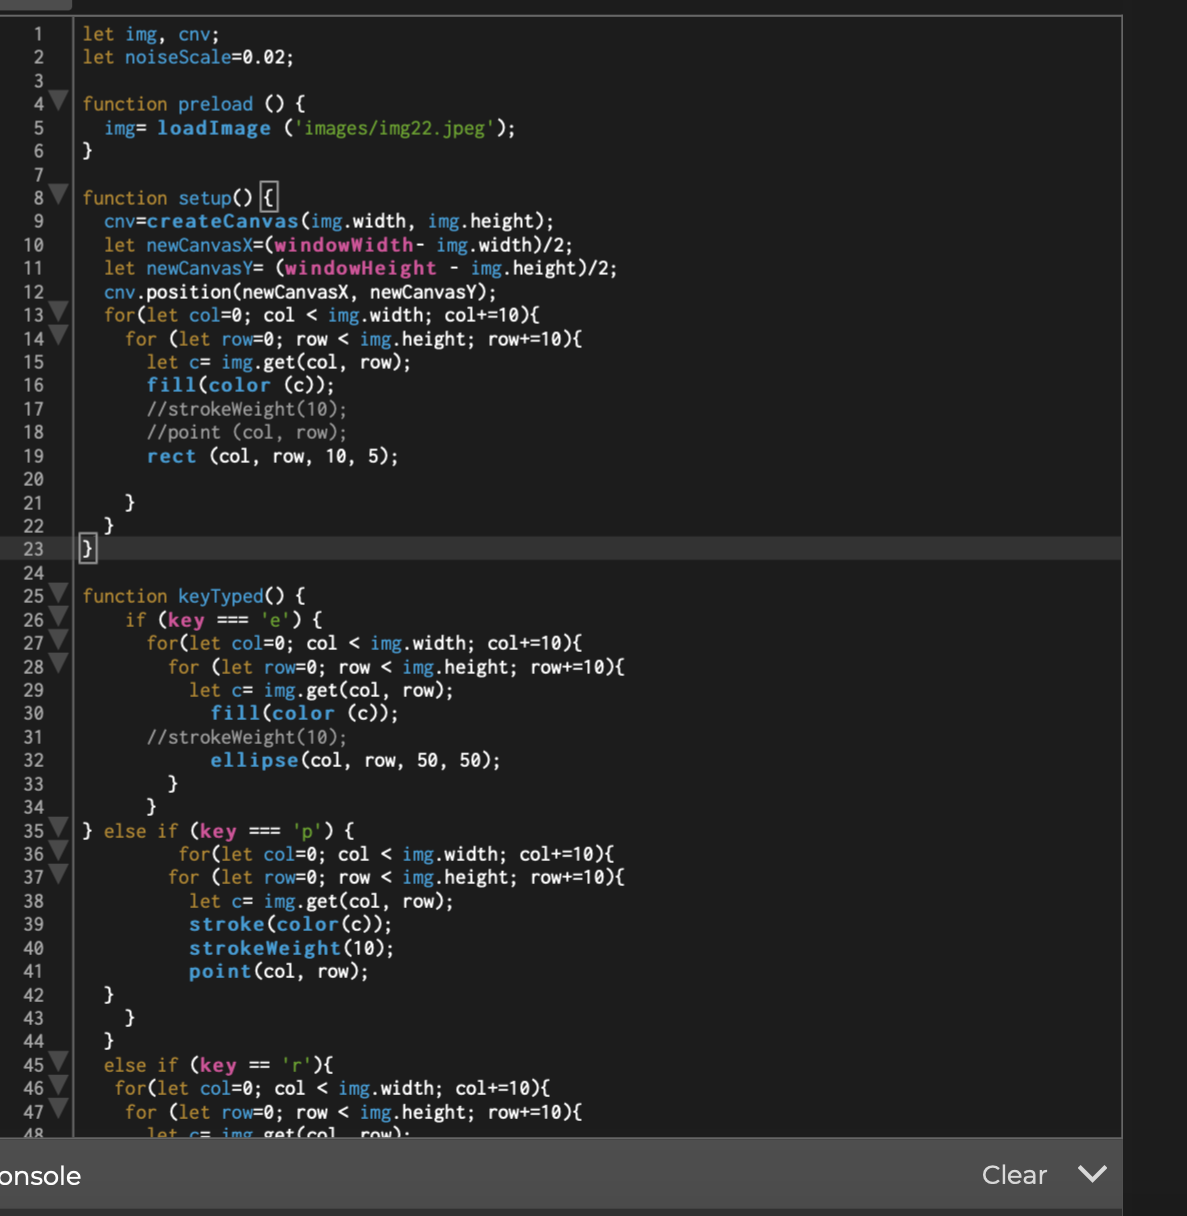 1 let img, cnv;
2 let noiseScale=0.02;
3
4 function preload () {
5 img= loadImage ('images/img22.jpeg');
6 }
7
8 function setup() {
9 cnv=createCanvas(img.width, img.height);
10 let newCanvasX=(windowWidth- img.width)/2;
11 let newCanvasY= (windowHeight - img.height)/2;
12 cnv.position(newCanvasX, newCanvasY);
13 for(let col=0; col < img.width; col+=10){
14 for (let row=0; row < img.height; row+=10){
15 let c= img.get(col, row);
16 fill(color (c));
17 //strokeWeight(10);
18 //point (col, row);
19 rect (col, row, 10, 5);
20
21 }
22 }
23 }
24
25 function keyTyped() {
26 if (key === 'e') {
27 for(let col=0; col < img.width; col+=10){
28 for (let row=0; row < img.height; row+=10){
29 let c= img.get(col, row);
30 fill(color (c));
31 //strokeWeight(10);
32 ellipse(col, row, 50, 50);
33 }
34 }
35 } else if (key === 'p') {
36 for(let col=0; col < img.width; col+=10){
37 for (let row=0; row < img.height; row+=10){
38 let c= img.get(col, row);
39 stroke(color(c));
40 strokeWeight(10);
41 point(col, row);
42 }
43 }
44 }
45 else if (key == 'r'){
46 for(let col=0; col < img.width; col+=10){
47 for (let row=0; row < img.height; row+=10){
48 let c= img.get(col, row);
onsole Clear